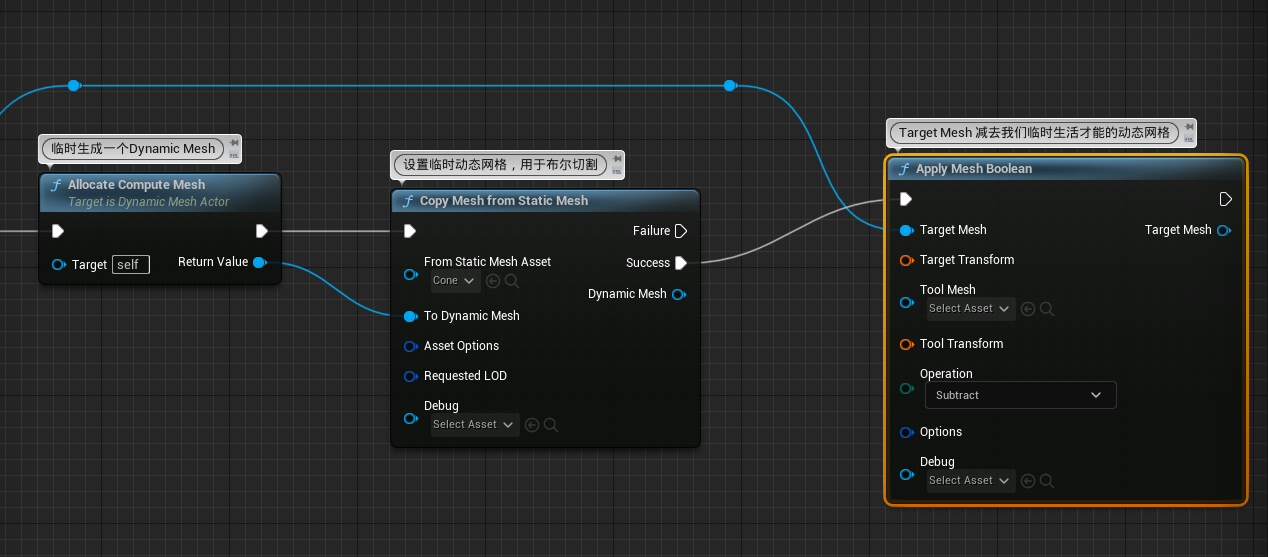 临时生成一个Dynamic Mesh
Allocate Compute Mesh
Target is Dynamic Mesh Actor
Target self
Return Value
设置临时动态网格，用于布尔切割
Copy Mesh from Static Mesh
Failure
From Static Mesh Asset
Cone
Success
Dynamic Mesh
To Dynamic Mesh
Asset Options
Requested LOD
Debug
Select Asset
Target Mesh 减去我们临时生活才能的动态网格
Apply Mesh Boolean
Target Mesh
Target Mesh
Target Transform
Tool Mesh
Select Asset
Tool Transform
Operation
Subtract
Options
Debug
Select Asset